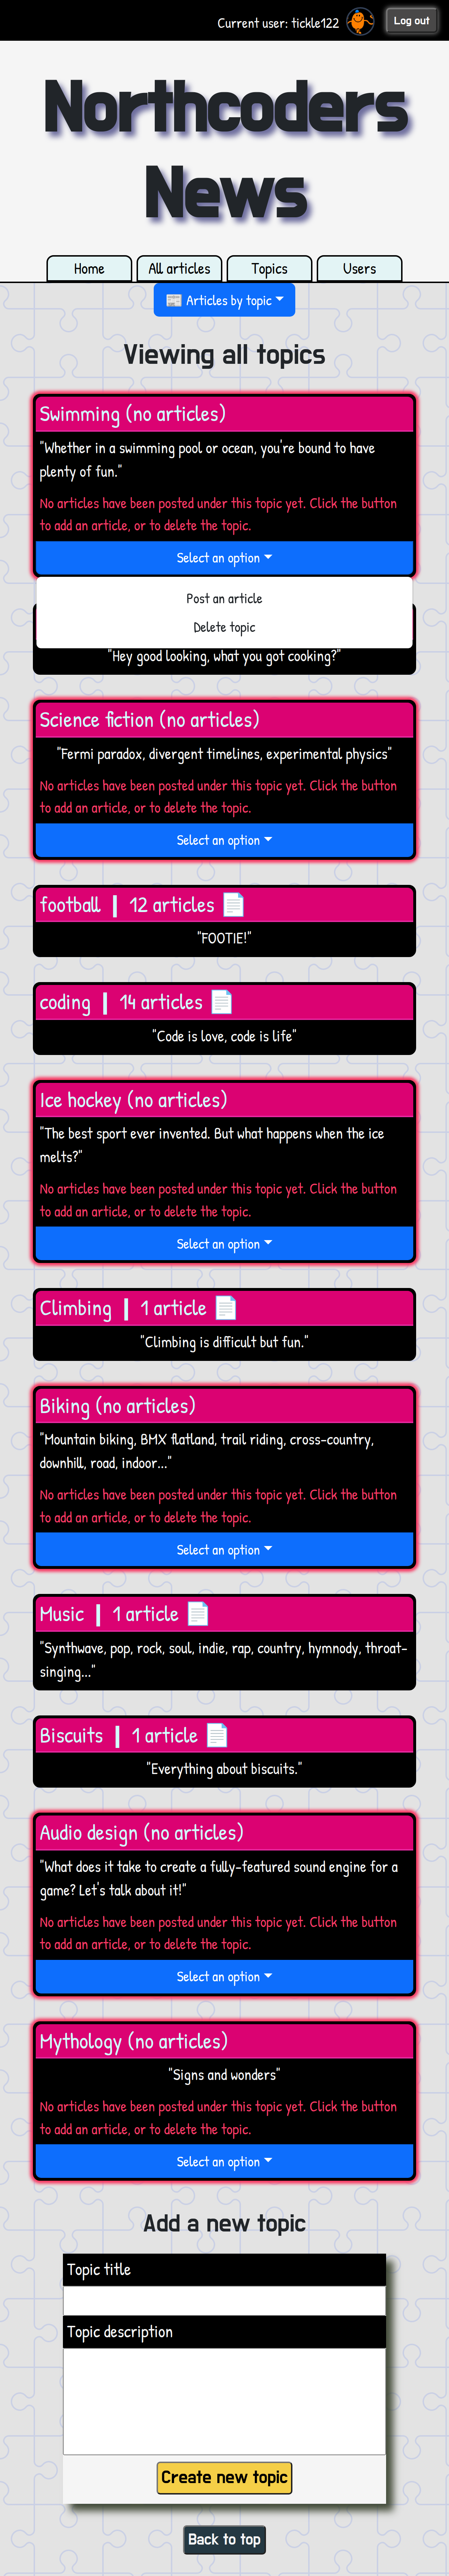 Current user: tickle122
Log out
Northcoders
News
Home
All articles
Topics
Users
📰 Articles by topic
Viewing all topics
Swimming (no articles)
"Whether in a swimming pool or ocean, you're bound to have
plenty of fun."
No articles have been posted under this topic yet. Click the button
to add an article, or to delete the topic.
Select an option
Post an article
Delete topic
"Hey good looking, what you got cooking?"
Science fiction (no articles)
"Fermi paradox, divergent timelines, experimental physics"
No articles have been posted under this topic yet. Click the button
to add an article, or to delete the topic.
Select an option
football ❙ 12 articles 📄
"FOOTIE!"
coding ❙ 14 articles 📄
"Code is love, code is life"
Ice hockey (no articles)
"The best sport ever invented. But what happens when the ice
melts?"
No articles have been posted under this topic yet. Click the button
to add an article, or to delete the topic.
Select an option
Climbing ❙ 1 article 📄
"Climbing is difficult but fun."
Biking (no articles)
"Mountain biking, BMX flatland, trail riding, cross-country,
downhill, road, indoor..."
No articles have been posted under this topic yet. Click the button
to add an article, or to delete the topic.
Select an option
Music ❙ 1 article 📄
"Synthwave, pop, rock, soul, indie, rap, country, hymnody, throat-
singing..."
Biscuits ❙ 1 article 📄
"Everything about biscuits."
Audio design (no articles)
"What does it take to create a fully-featured sound engine for a
game? Let's talk about it!"
No articles have been posted under this topic yet. Click the button
to add an article, or to delete the topic.
Select an option
Mythology (no articles)
"Signs and wonders"
No articles have been posted under this topic yet. Click the button
to add an article, or to delete the topic.
Select an option
Add a new topic
Topic title
Topic description
Create new topic
Back to top